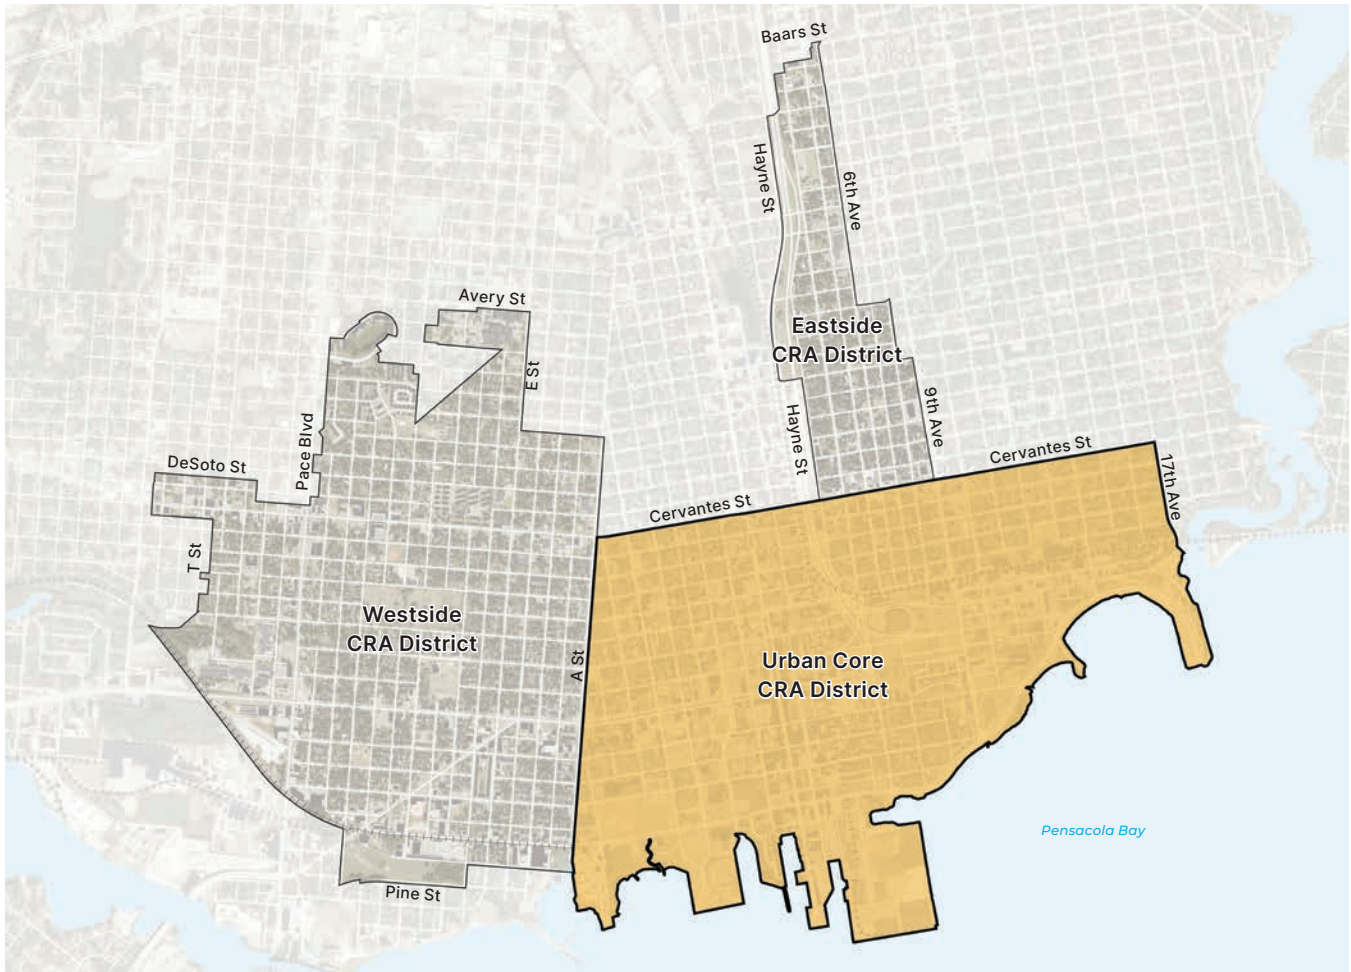 Baars St
Hayne St
6th Ave
Avery St
Eastside
CRA District
E St
9th Ave
Hayne St
Pace Blvd
DeSoto St
Cervantes St
17th Ave
Cervantes St
T St
Westside
CRA District
A St
Urban Core
CRA District
Pensacola Bay
Pine St